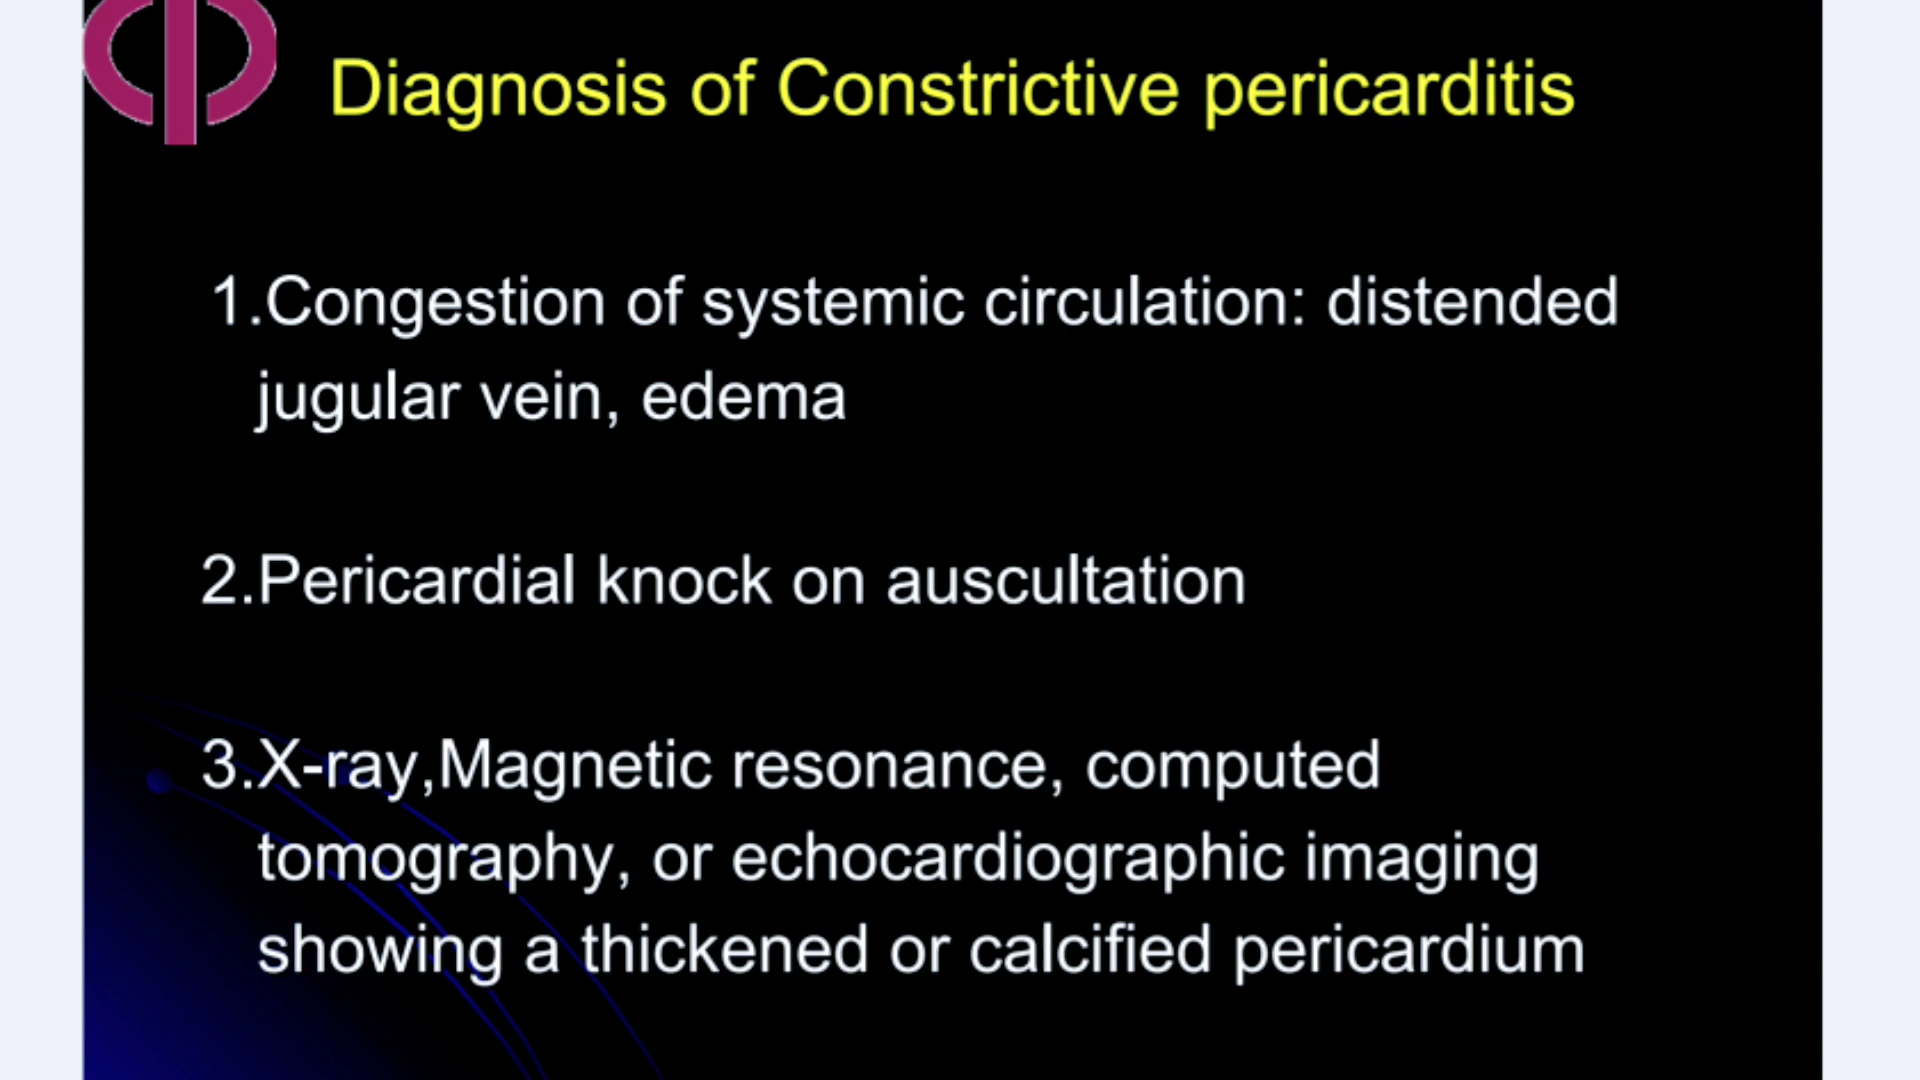 Diagnosis of Constrictive pericarditis
1.Congestion of systemic circulation: distended
jugular vein, edema
2.Pericardial knock on auscultation
3.X-ray,Magnetic resonance, computed
tomography, or echocardiographic imaging
showing a thickened or calcified pericardium